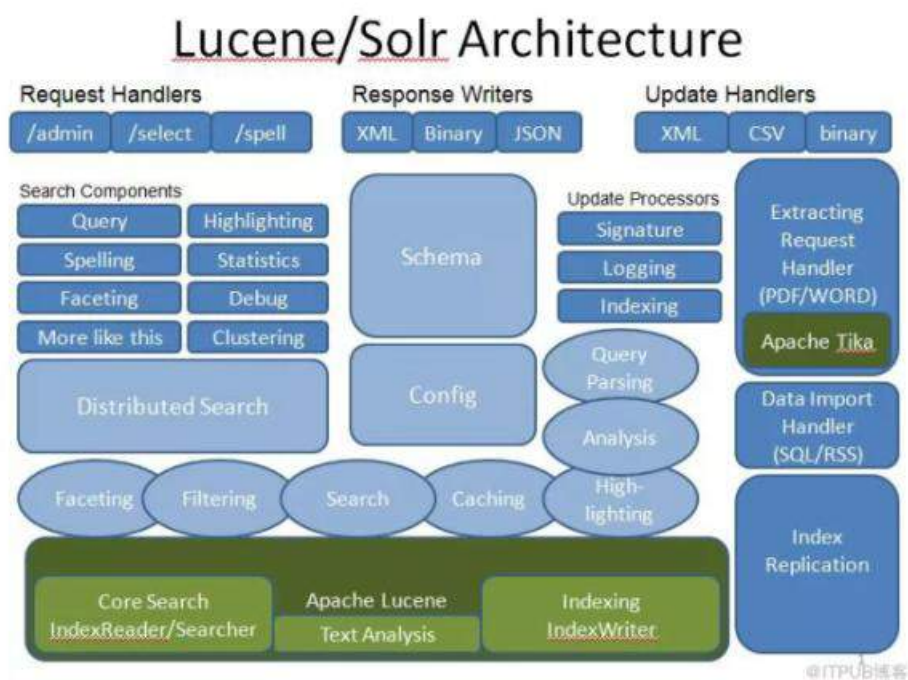 Lucene/Solr Architecture
Request Handlers
/admin
/select
/spell
Response Writers
XML
Binary
JSON
Update Handlers
XML
CSV
binary
Search Components
Query
Highlighting
Spelling
Statistics
Faceting
Debug
More like this
Clustering
Distributed Search
Schema
Config
Update Processors
Signature
Logging
Indexing
Query
Parsing
Analysis
High-
lighting
Extracting
Request
Handler
(PDF/WORD)
Apache Tika
Data Import
Handler
(SQL/RSS)
Index
Replication
Faceting
Filtering
Search
Caching
Core Search
IndexReader/Searcher
Apache Lucene
Text Analysis
Indexing
IndexWriter
1
@ITPUB博客